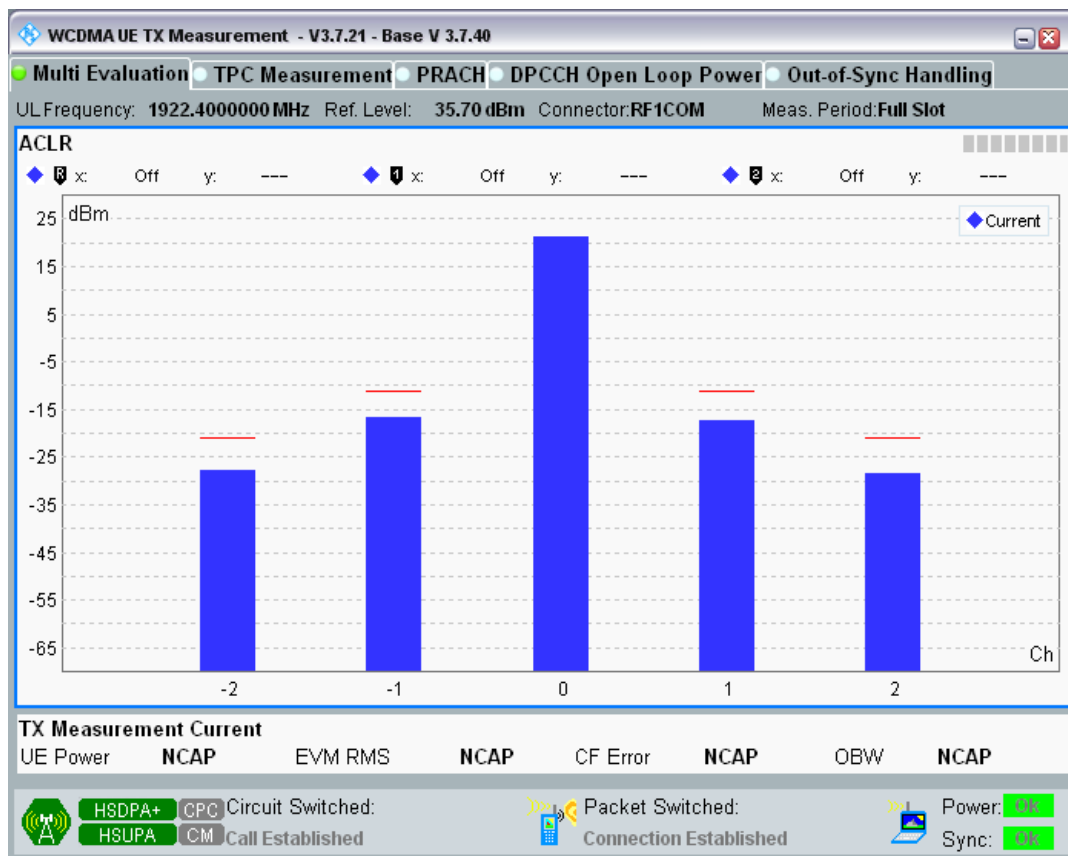 WCDMA UE TX Measurement - V3.7.21 - Base V 3.7.40
Multi Evaluation TPC Measurement PRACH DPCCH Open Loop Power Out-of-Sync Handling
UL Frequency: 1922.4000000 MHz Ref. Level: 35.70 dBm Connector:RF1COM Meas. Period:Full Slot
ACLR
R x: Off y: --- 1 x: Off y: --- 2 x: Off y: ---
dBm
Current
25
15
5
-5
-15
-25
-35
-45
-55
-65
Ch
-2 -1 0 1 2
TX Measurement Current
UE Power NCAP EVM RMS NCAP CF Error NCAP OBW NCAP
HSDPA+ CPC Circuit Switched: Packet Switched: Power: OK
HSUPA CM Call Established Connection Established Sync: OK